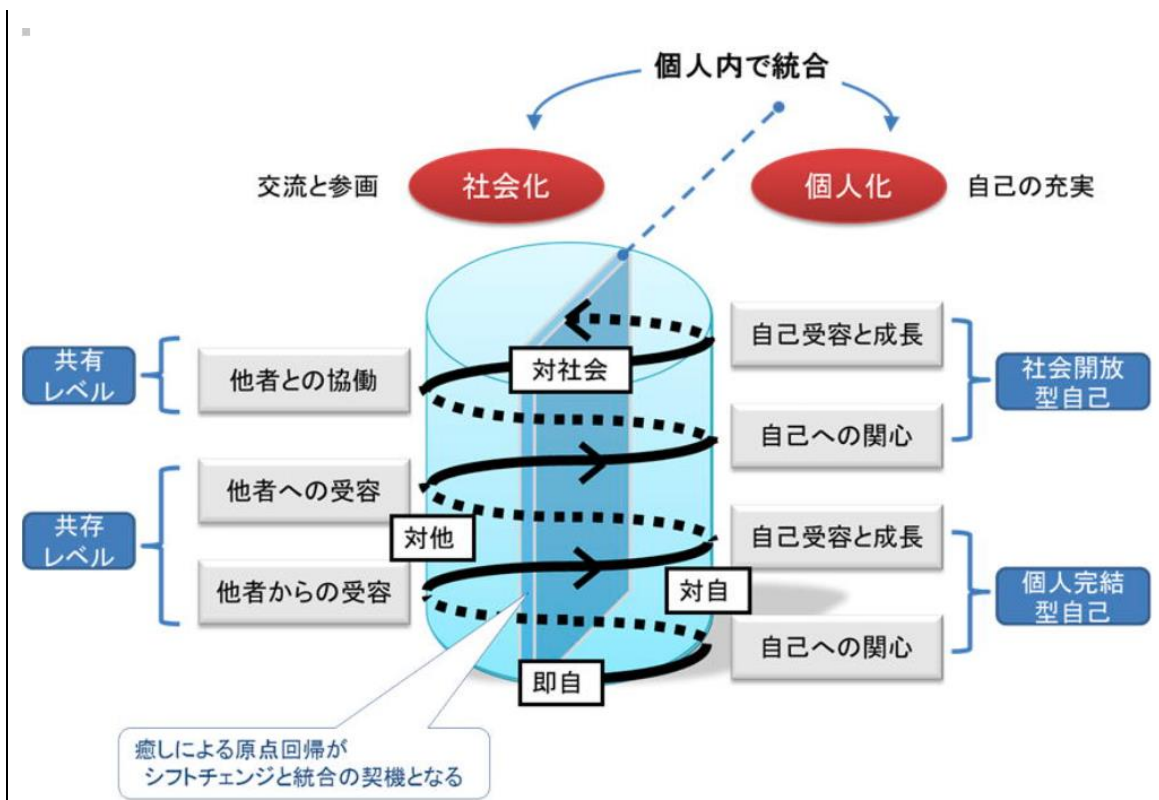 個人内で統合
交流と参画
社会化
個人化
自己の充実
共有
レベル
他者との協働
対社会
自己受容と成長
社会開放
型自己
自己への関心
他者への受容
共存
レベル
対他
自己受容と成長
他者からの受容
対自
個人完結
型自己
自己への関心
即自
癒しによる原点回帰が
シフトチェンジと統合の契機となる